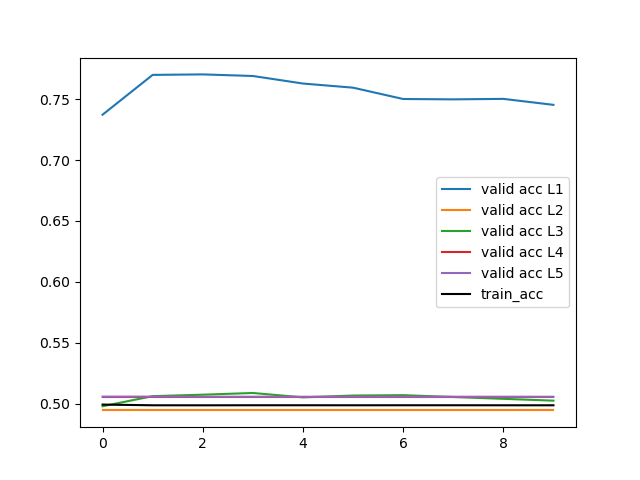 0.75
0.70
0.65
0.60
0.55
0.50
0 2 4 6 8
valid acc L1
valid acc L2
valid acc L3
valid acc L4
valid acc L5
train_acc